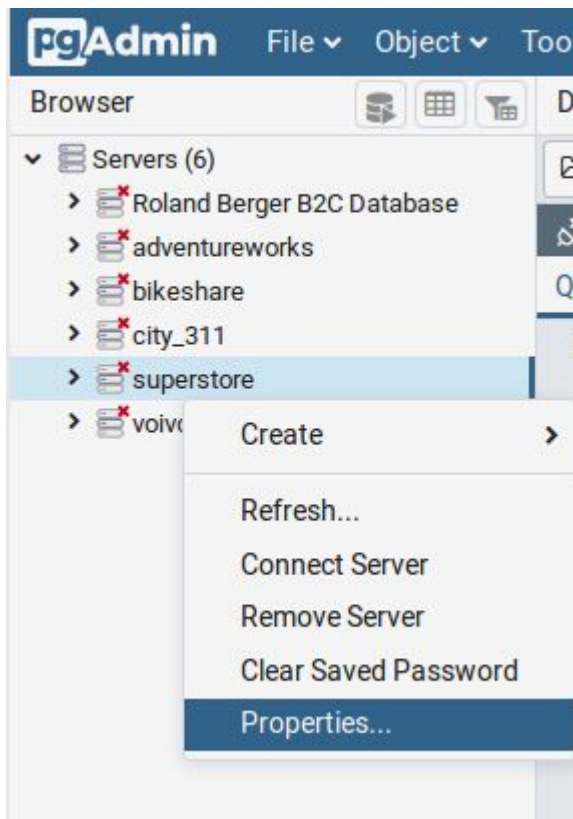 pgAdmin File Object
Browser
Servers (6)
Roland Berger B2C Database
adventureworks
bikeshare
city_311
superstore
Create
Refresh...
Connect Server
Remove Server
Clear Saved Password
Properties...